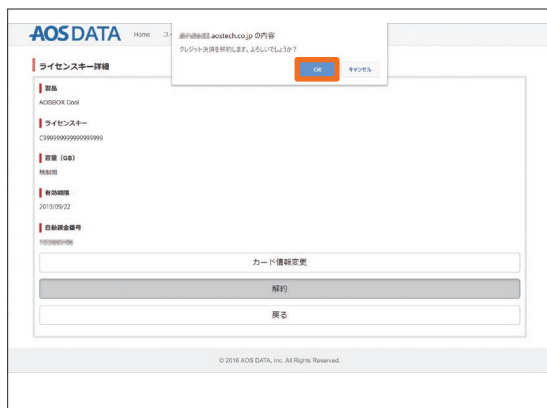 AOSDATA Home ユー
.aostech.co.jp の内容
クレジット決済を解約します。よろしいでしょうか？
OK キャンセル
ライセンスキー詳細
製品
AOSBOX Cool
ライセンスキー
C999999999999999999
容量（GB）
無制限
有効期限
2019/09/22
自動課金番号
カード情報変更
解約
戻る
© 2016 AOS DATA, Inc. All Rights Reserved.